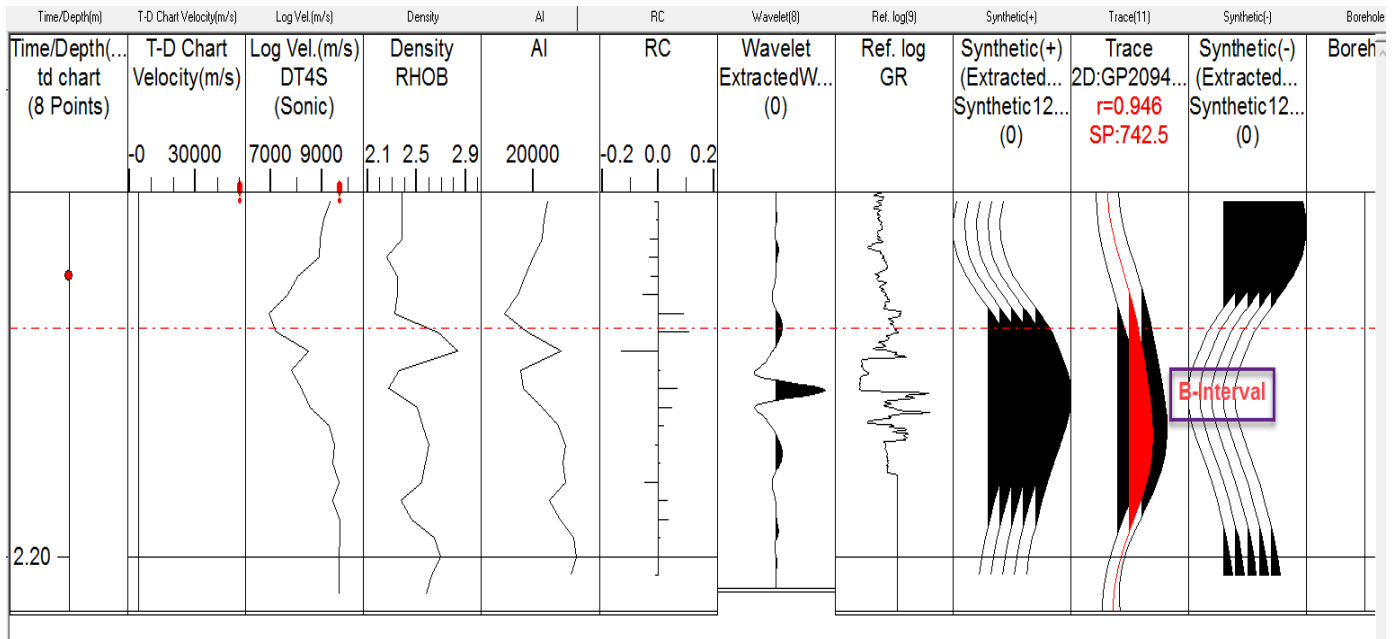 Time/Depth(m) T-D Chart Velocity(m/s) Log Vel.(m/s) Density AI RC Wavelet(8) Ref. log(9) Synthetic(+) Trace(11) Synthetic(-) Borehole
Time/Depth(... T-D Chart Log Vel.(m/s) Density AI RC Wavelet Ref. log Synthetic(+) Trace Synthetic(-) Boreh
td chart Velocity(m/s) DT4S RHOB ExtractedW... GR (Extracted... 2D:GP2094... (Extracted...
(8 Points) (Sonic) (0) Synthetic12... r=0.946 Synthetic12...
(0) SP:742.5 (0)
-0 30000 7000 9000 2.1 2.5 2.9 20000 -0.2 0.0 0.2
B-Interval
2.20